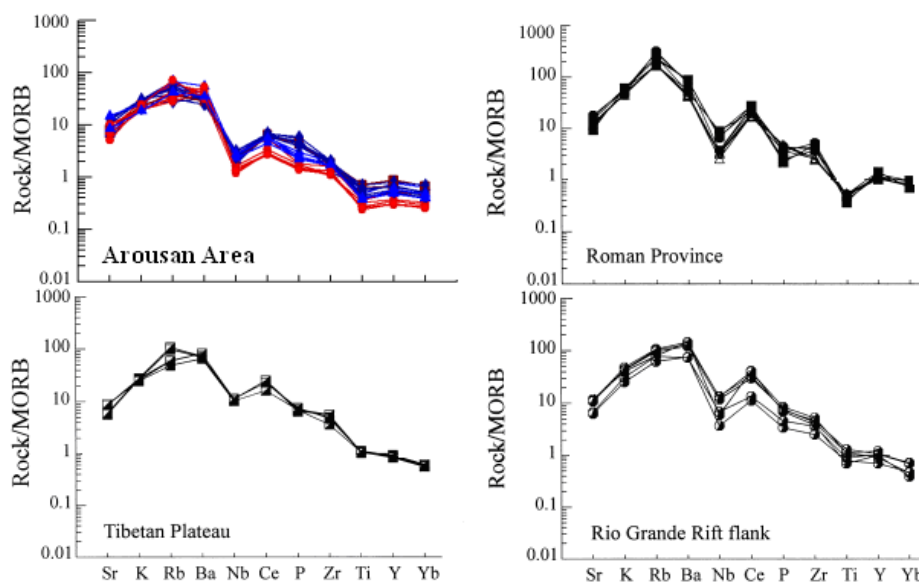 1000
100
10
1
0.1
0.01
Rock/MORB
Arousan Area
1000
100
10
1
0.1
0.01
Rock/MORB
Roman Province
1000
100
10
1
0.1
0.01
Rock/MORB
Tibetan Plateau
Sr K Rb Ba Nb Ce P Zr Ti Y Yb
1000
100
10
1
0.1
0.01
Rock/MORB
Rio Grande Rift flank
Sr K Rb Ba Nb Ce P Zr Ti Y Yb